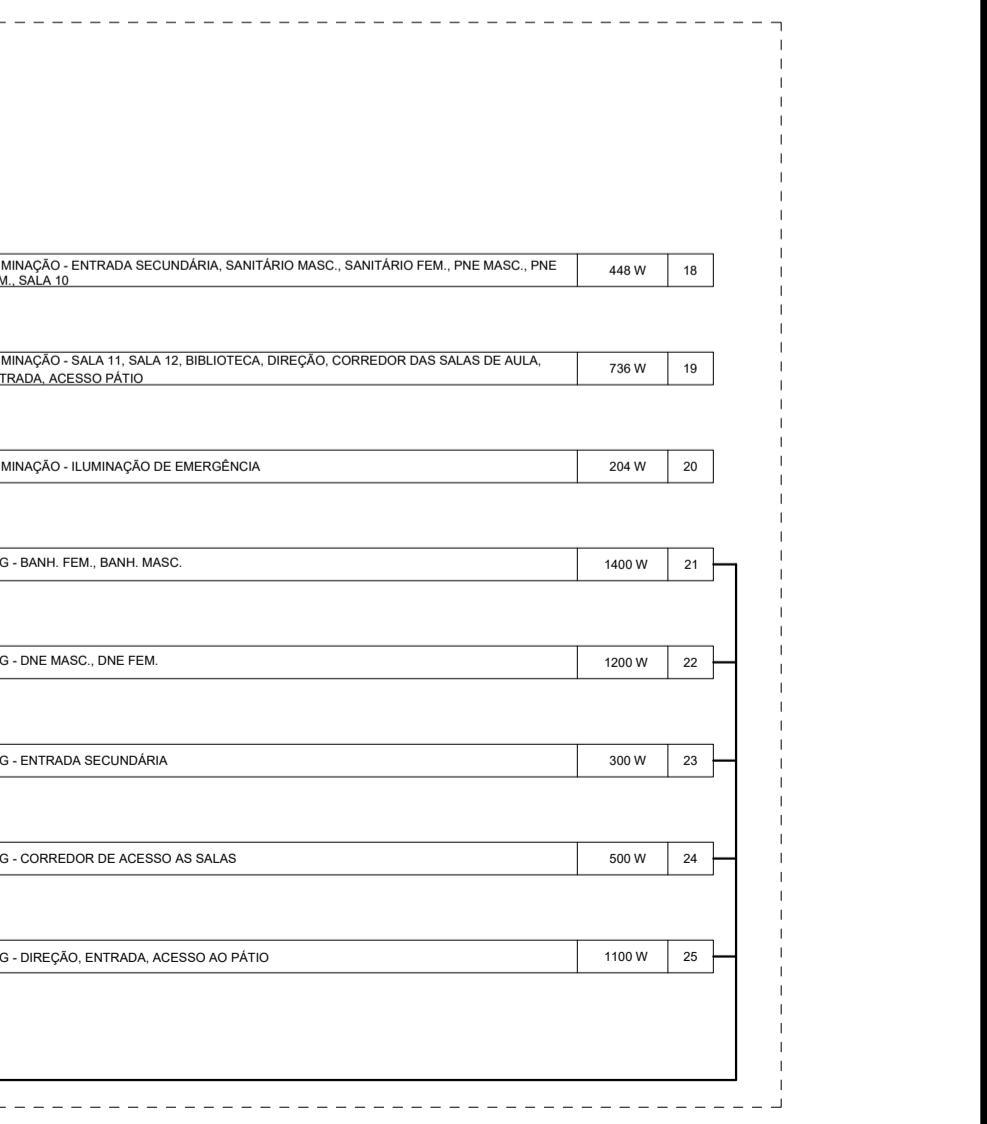 MINAÇÃO - ENTRADA SECUNDÁRIA, SANITÁRIO MASC., SANITÁRIO FEM., PNE MASC., PNE
M., SALA 10
448 W 18
MINAÇÃO - SALA 11, SALA 12, BIBLIOTECA, DIREÇÃO, CORREDOR DAS SALAS DE AULA,
TRADA, ACESSO PÁTIO
736 W 19
MINAÇÃO - ILUMINAÇÃO DE EMERGÊNCIA 204 W 20
G - BANH. FEM., BANH. MASC. 1400 W 21
G - DNE MASC., DNE FEM. 1200 W 22
G - ENTRADA SECUNDÁRIA 300 W 23
G - CORREDOR DE ACESSO AS SALAS 500 W 24
G - DIREÇÃO, ENTRADA, ACESSO AO PÁTIO 1100 W 25